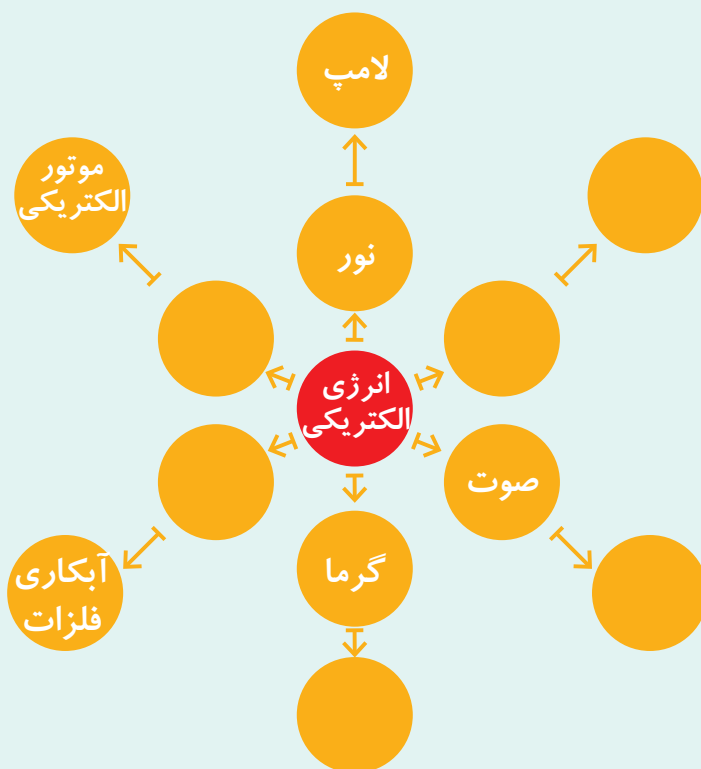 لامپ
موتور
الکتریکی
نور
انرژی
الکتریکی
صوت
گرما
آبکاری
فلزات